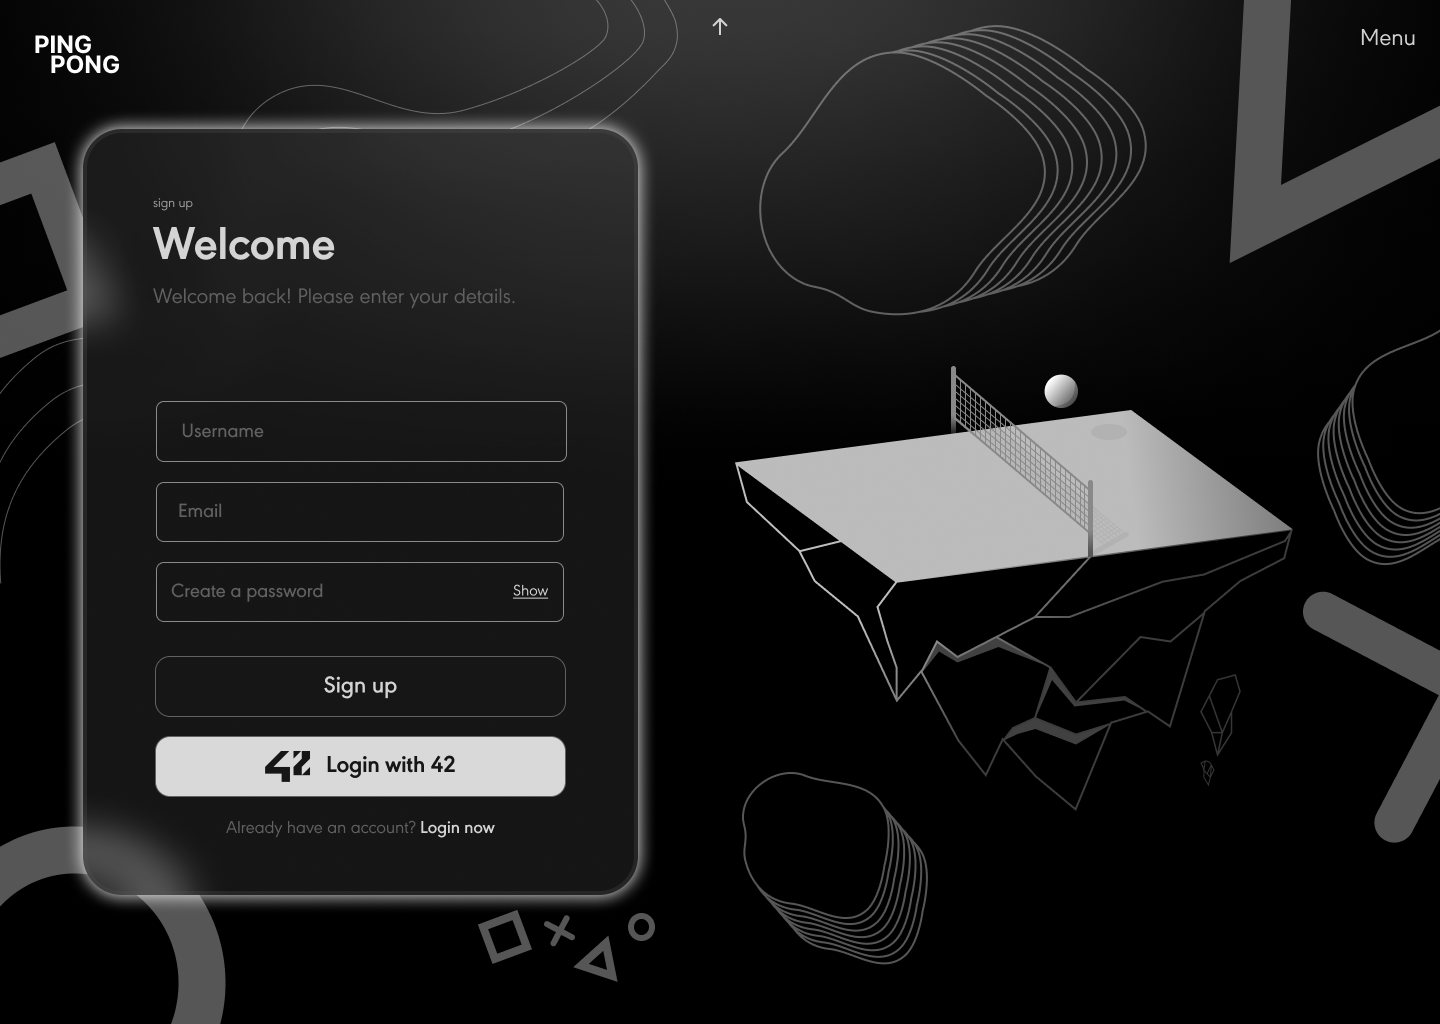 PING
PONG
Menu
sign up
Welcome
Welcome back! Please enter your details.
Username
Email
Create a password
Show
Sign up
42 Login with 42
Already have an account? Login now